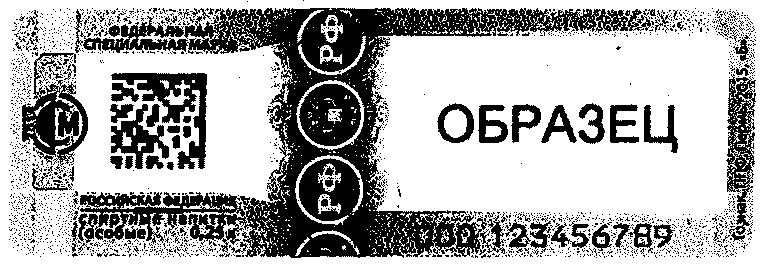 ФЕДЕРАЛЬНАЯ
СПЕЦИАЛЬНАЯ МАРКА
РФ
М
ОБРАЗЕЦ
РФ
РОССИЙСКАЯ ФЕДЕРАЦИЯ
СПИРТНЫЕ НАПИТКИ
(особые) 0,25 л
000 123456789